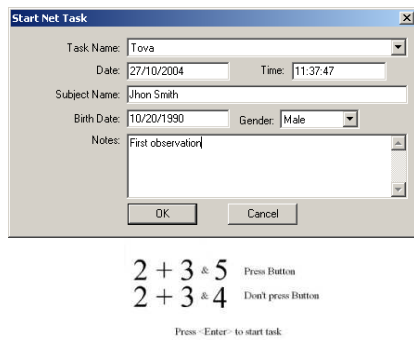 Start Net Task
Task Name: Tova
Date: 27/10/2004 Time: 11:37:47
Subject Name: Jhon Smith
Birth Date: 10/20/1990 Gender: Male
Notes: First observation
OK Cancel
2 + 3 & 5 Press Button
2 + 3 & 4 Don't press Button
Press <Enter> to start task